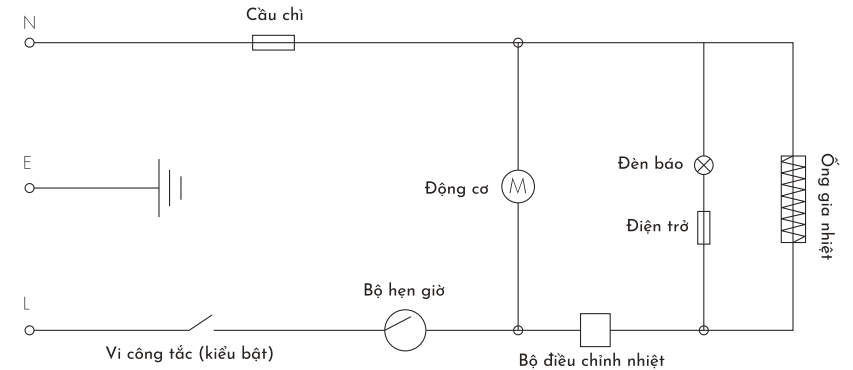 N
Cầu chì
E
Động cơ
M
Đèn báo
Điện trở
Ống gia nhiệt
L
Vi công tắc (kiểu bật)
Bộ hẹn giờ
Bộ điều chỉnh nhiệt